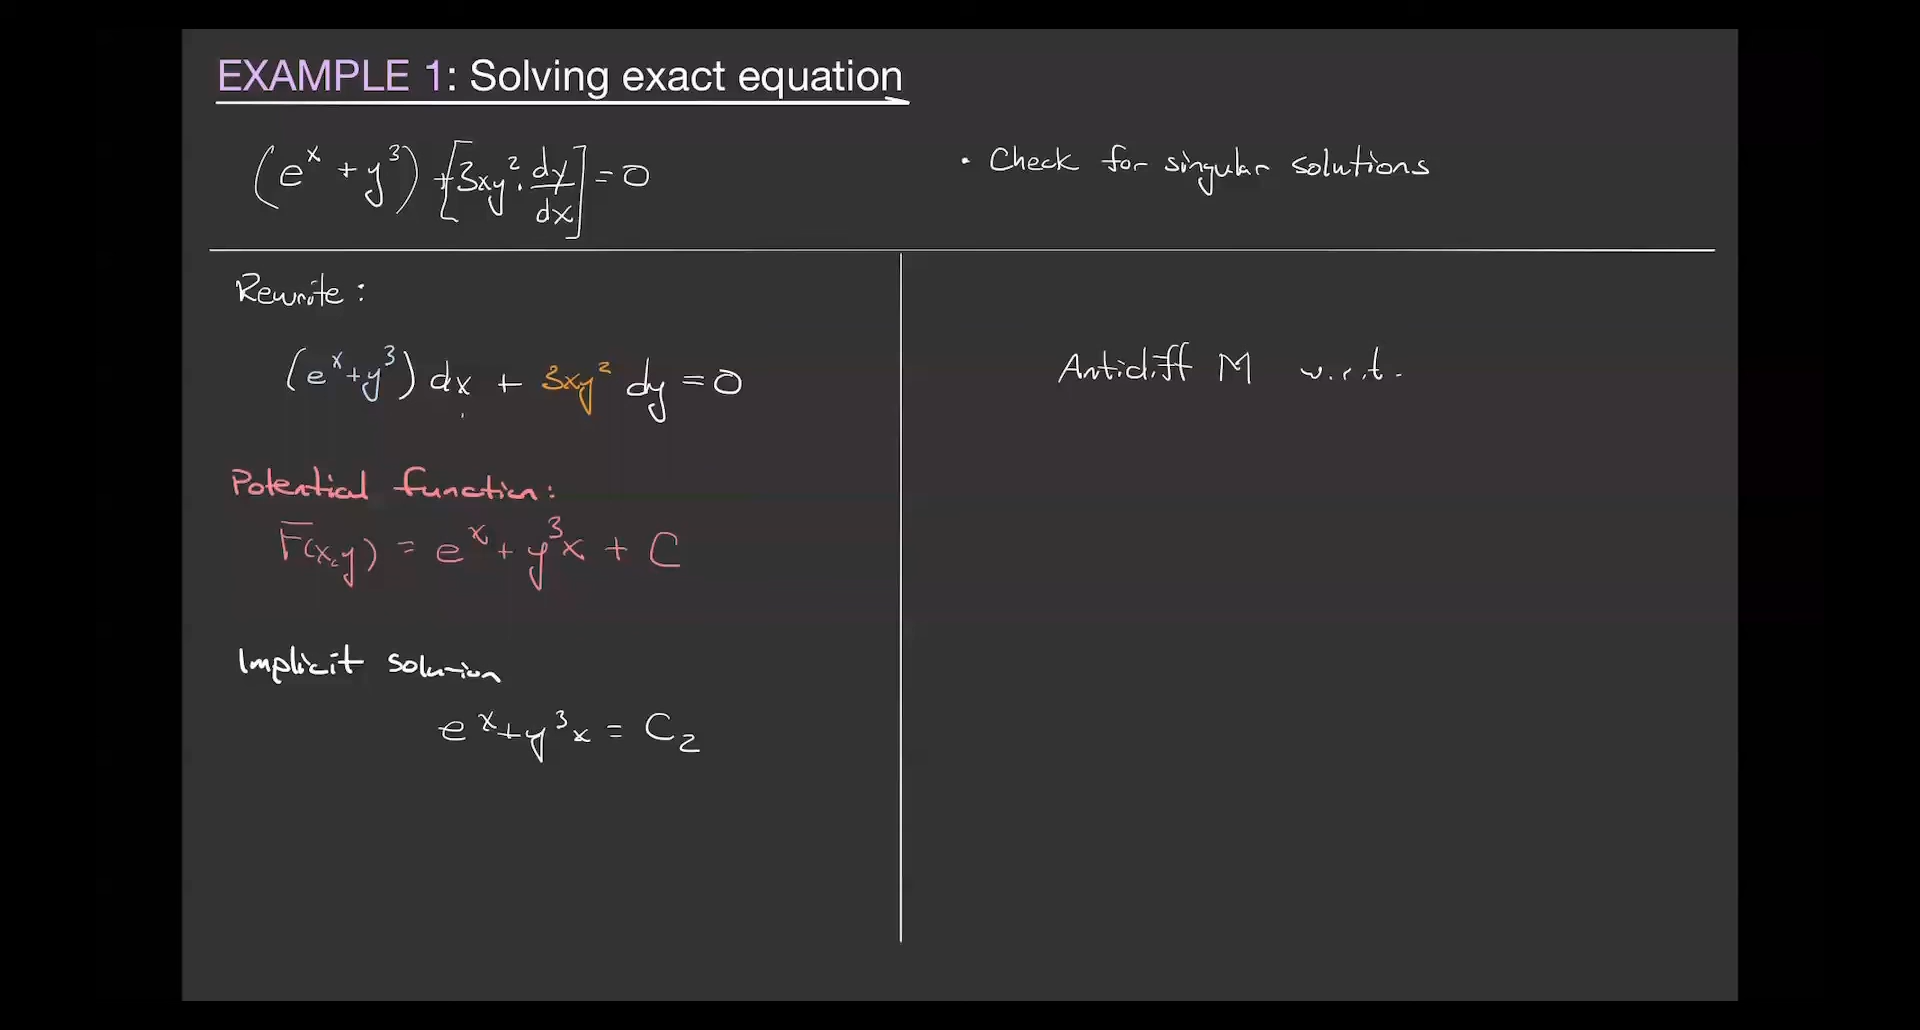 EXAMPLE 1: Solving exact equation
(e^x + y^3) + [3xy^2 · dy/dx] = 0
• Check for singular solutions
Rewrite:
(e^x + y^3) dx + 3xy^2 dy = 0
Potential function:
F(x,y) = e^x + y^3x + C
Implicit solution
e^x + y^3x = C_2
Antidiff M w.r.t.